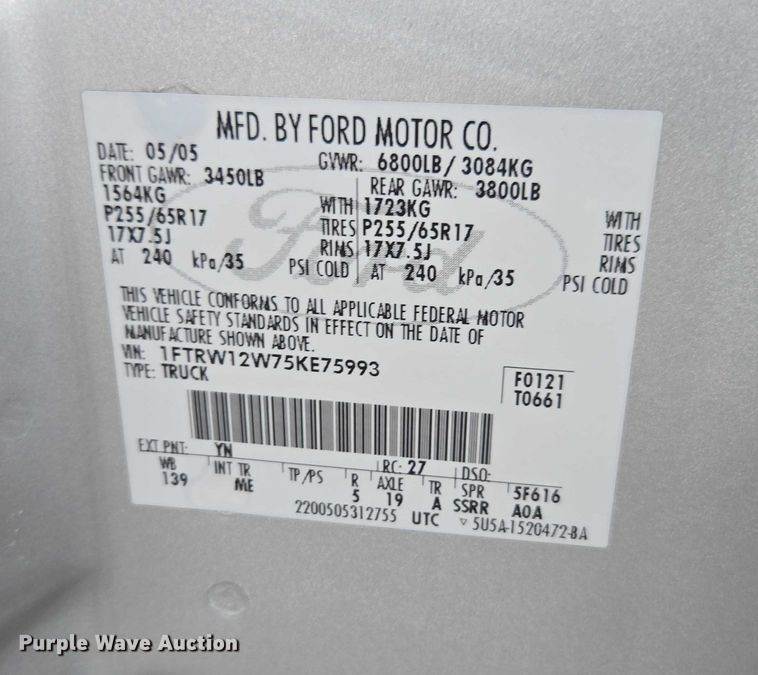 MFD. BY FORD MOTOR CO.
DATE: 05/05 GVWR: 6800LB / 3084KG
FRONT GAWR: 3450LB REAR GAWR: 3800LB
1564KG WITH 1723KG WITH
P255/65R17 TIRES P255/65R17 TIRES
17X7.5J RIMS 17X7.5J RIMS
AT 240 kPa/35 PSI COLD AT 240 kPa/35 PSI COLD
Ford
THIS VEHICLE CONFORMS TO ALL APPLICABLE FEDERAL MOTOR
VEHICLE SAFETY STANDARDS IN EFFECT ON THE DATE OF
MANUFACTURE SHOWN ABOVE.
VIN: 1FTRW12W75KE75993
TYPE: TRUCK
F0121
T0661
EXT PNT: YN RC: 27 DSO:
WB INT TR TP/PS R AXLE TR SPR 5F616
139 ME 5 19 A SSRR A0A
2200505312755 UTC ▽ 5U5A-1520472-BA
Purple Wave Auction